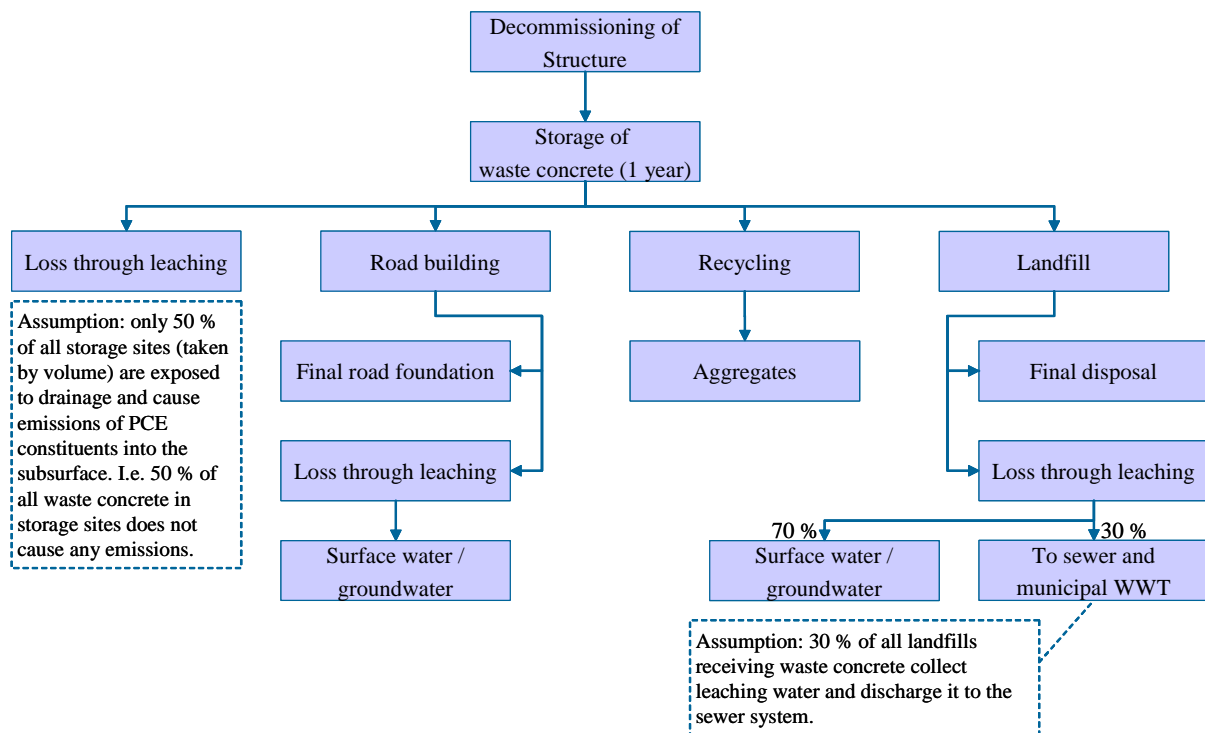 Decommissioning of
Structure
Storage of
waste concrete (1 year)
Loss through leaching
Road building
Recycling
Landfill
Assumption: only 50 %
of all storage sites (taken
by volume) are exposed
to drainage and cause
emissions of PCE
constituents into the
subsurface. I.e. 50 % of
all waste concrete in
storage sites does not
cause any emissions.
Final road foundation
Aggregates
Final disposal
Loss through leaching
Loss through leaching
70 %
30 %
Surface water /
groundwater
Surface water /
groundwater
To sewer and
municipal WWT
Assumption: 30 % of all landfills
receiving waste concrete collect
leaching water and discharge it to the
sewer system.